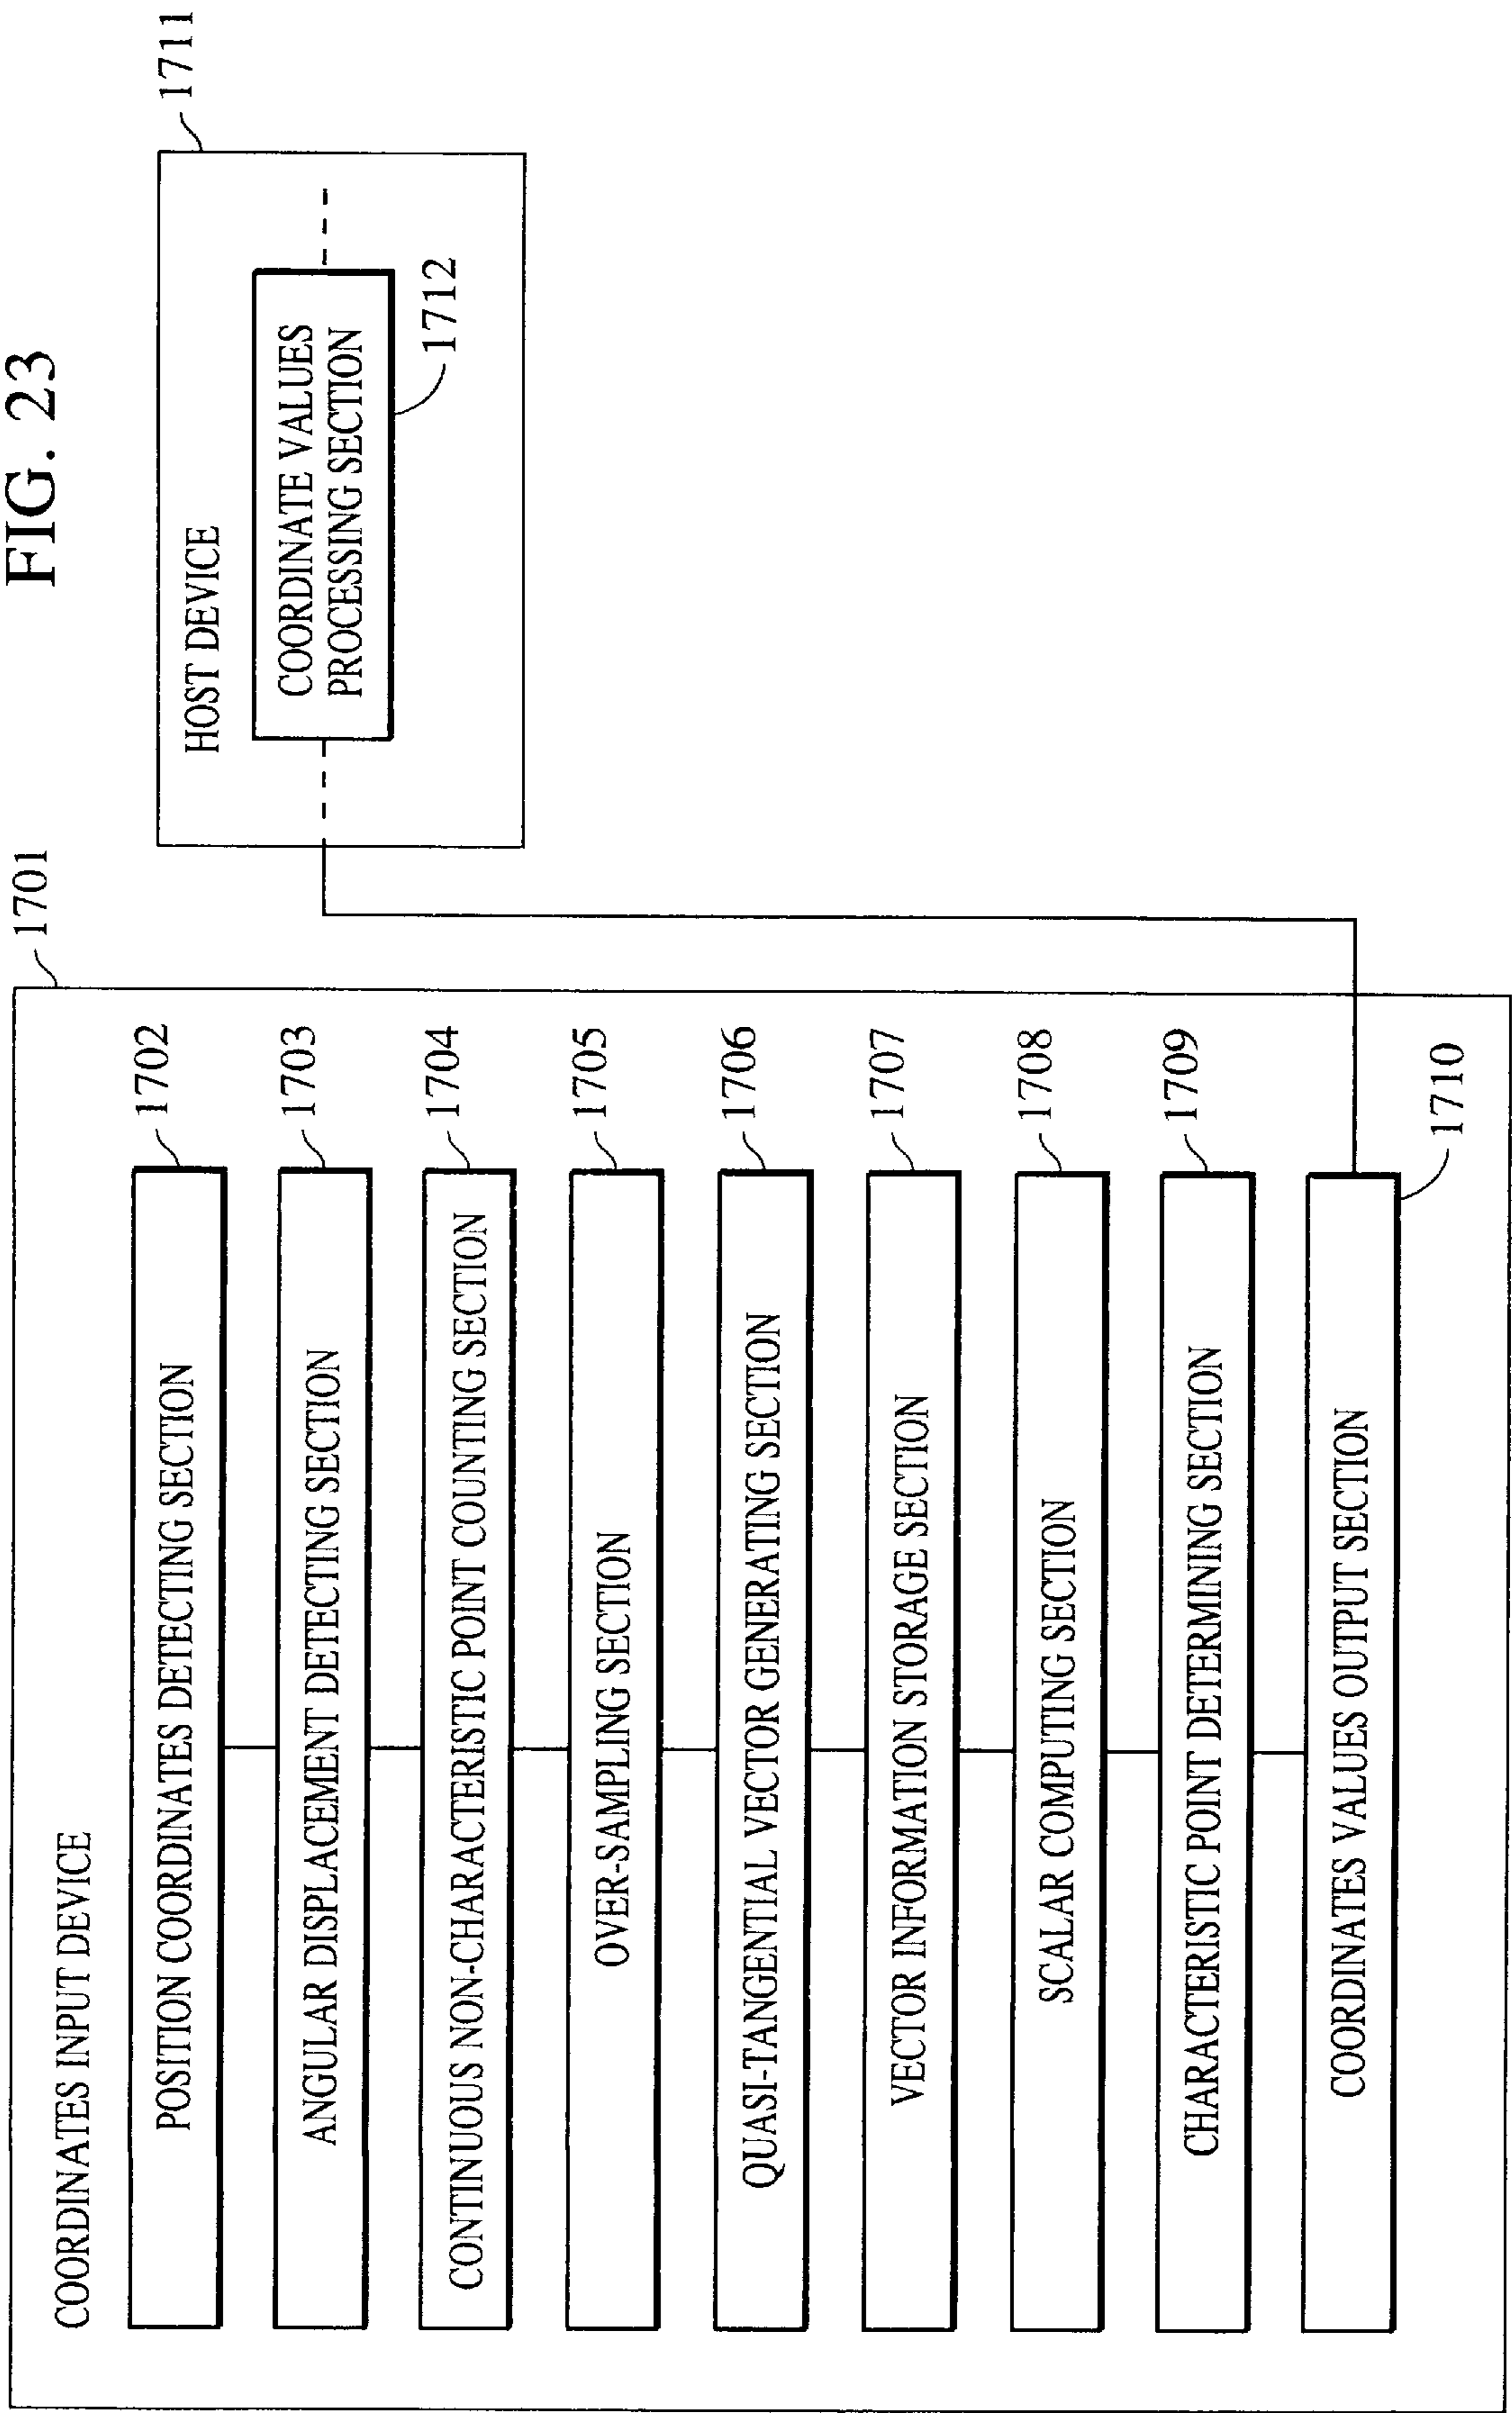 FIG. 23
COORDINATES INPUT DEVICE
1701
POSITION COORDINATES DETECTING SECTION
1702
ANGULAR DISPLACEMENT DETECTING SECTION
1703
CONTINUOUS NON-CHARACTERISTIC POINT COUNTING SECTION
1704
OVER-SAMPLING SECTION
1705
QUASI-TANGENTIAL VECTOR GENERATING SECTION
1706
VECTOR INFORMATION STORAGE SECTION
1707
SCALAR COMPUTING SECTION
1708
CHARACTERISTIC POINT DETERMINING SECTION
1709
COORDINATES VALUES OUTPUT SECTION
1710
HOST DEVICE
1711
COORDINATE VALUES
PROCESSING SECTION
1712